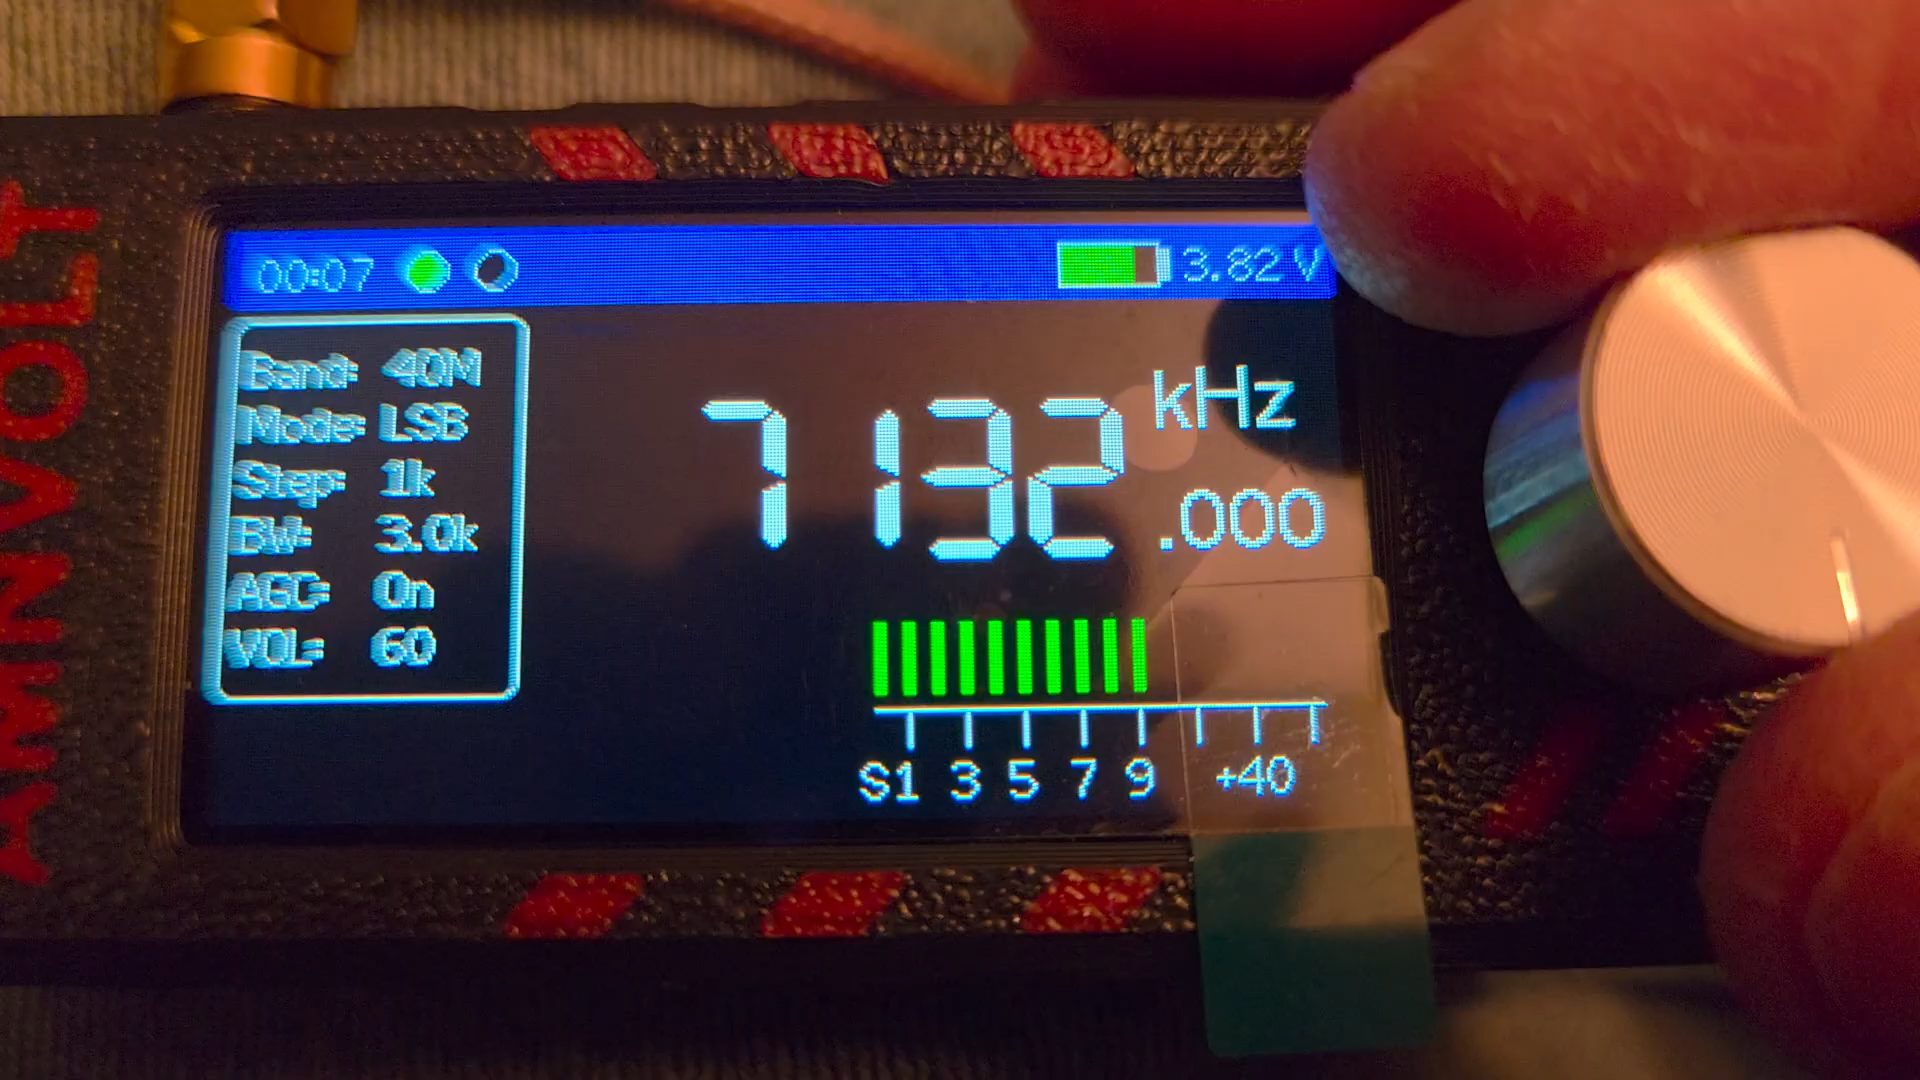 AMNVOLT
00:07 3.82 V
Band: 40M
Mode: LSB
Step: 1k
BW: 3.0k
AGC: On
VOL: 60
7132 kHz
.000
S1 3 5 7 9 +40